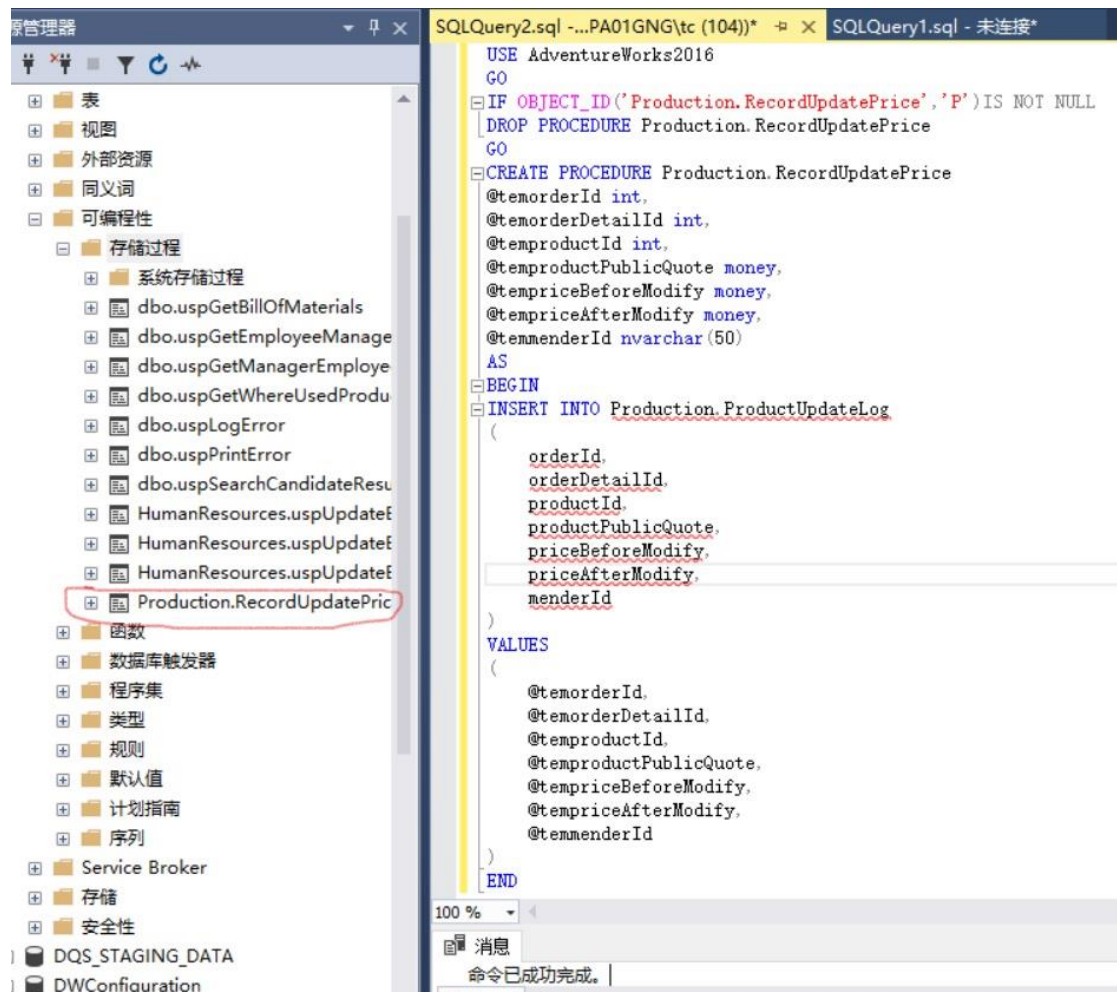 源管理器
表
视图
外部资源
同义词
可编程性
存储过程
系统存储过程
dbo.uspGetBillOfMaterials
dbo.uspGetEmployeeManage
dbo.uspGetManagerEmploye
dbo.uspGetWhereUsedProdu
dbo.uspLogError
dbo.uspPrintError
dbo.uspSearchCandidateResu
HumanResources.uspUpdateE
HumanResources.uspUpdateE
HumanResources.uspUpdateE
Production.RecordUpdatePric
函数
数据库触发器
程序集
类型
规则
默认值
计划指南
序列
Service Broker
存储
安全性
DQS_STAGING_DATA
DWConfiguration
SQLQuery2.sql -...PA01GNG\tc (104))* SQLQuery1.sql - 未连接*
USE AdventureWorks2016
GO
IF OBJECT_ID('Production.RecordUpdatePrice','P')IS NOT NULL
DROP PROCEDURE Production.RecordUpdatePrice
GO
CREATE PROCEDURE Production.RecordUpdatePrice
@temorderId int,
@temorderDetailId int,
@temproductId int,
@temproductPublicQuote money,
@tempriceBeforeModify money,
@tempriceAfterModify money,
@temmenderId nvarchar(50)
AS
BEGIN
INSERT INTO Production.ProductUpdateLog
(
orderId,
orderDetailId,
productId,
productPublicQuote,
priceBeforeModify,
priceAfterModify,
menderId
)
VALUES
(
@temorderId,
@temorderDetailId,
@temproductId,
@temproductPublicQuote,
@tempriceBeforeModify,
@tempriceAfterModify,
@temmenderId
)
END
100 %
消息
命令已成功完成。